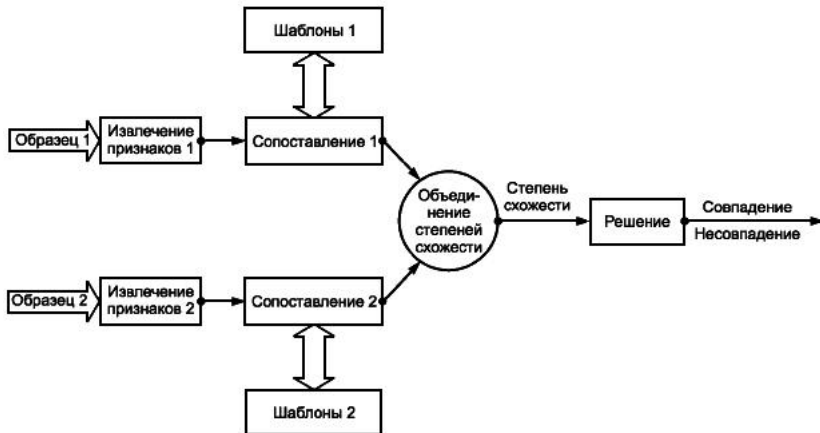 Шаблоны 1
Образец 1
Извлечение
признаков 1
Сопоставление 1
Объеди-
нение
степеней
схожести
Степень
схожести
Решение
Совпадение
Несовпадение
Образец 2
Извлечение
признаков 2
Сопоставление 2
Шаблоны 2